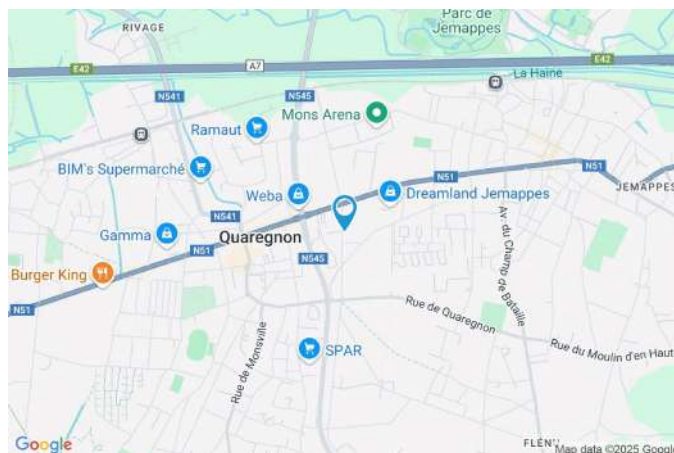 RIVAGE
Parc de
Jemappes
E42
A7
E42
La Haine
N545
N541
Mons Arena
Ramaut
N51
N51
BIM's Supermarché
N51
JEMAPPES
Weba
Dreamland Jemappes
N541
Gamma
Quaregnon
Av. du Champ
de Bataille
N51
N545
Burger King
N51
Rue de Quaregnon
Rue du Moulin d'en Haut
SPAR
Rue de Monsville
FLÉNU
Google
Map data ©2025 Google